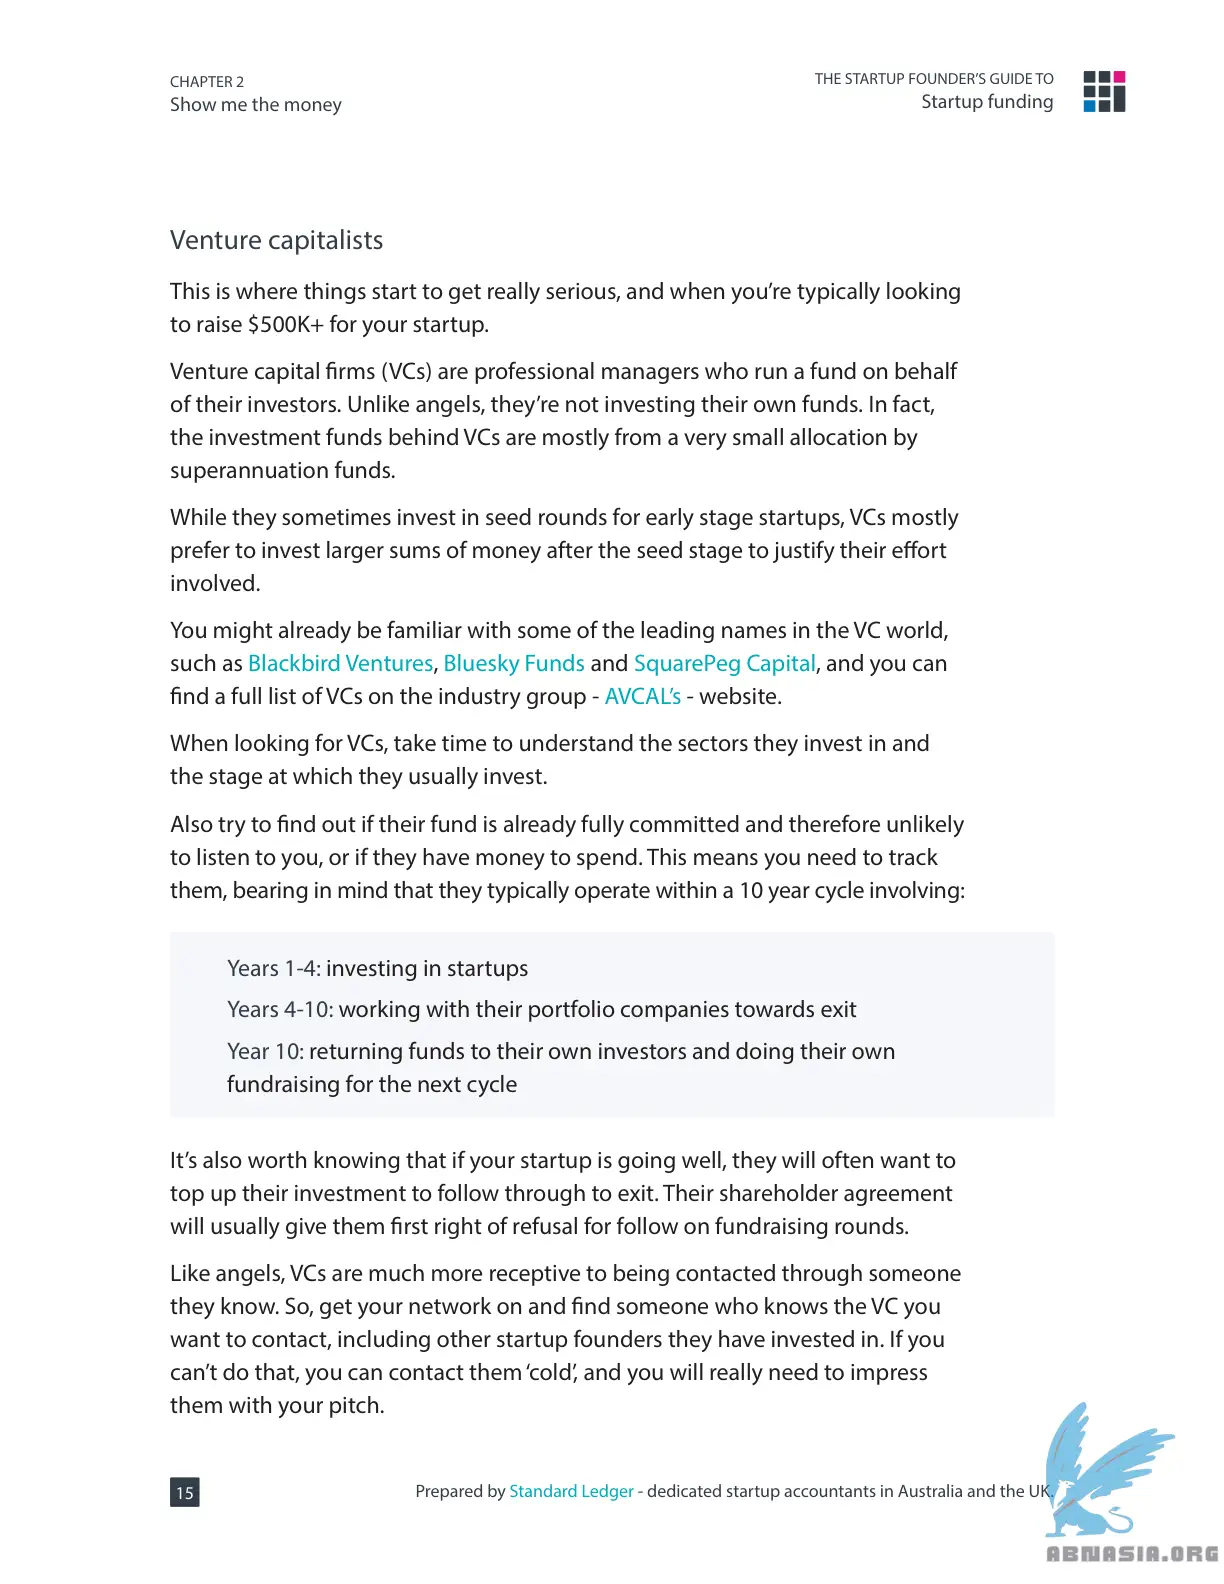 CHAPTER 2
Show me the money
THE STARTUP FOUNDER’S GUIDE TO
Startup funding
Venture capitalists
This is where things start to get really serious, and when you’re typically looking
to raise $500K+ for your startup.
Venture capital firms (VCs) are professional managers who run a fund on behalf
of their investors. Unlike angels, they’re not investing their own funds. In fact,
the investment funds behind VCs are mostly from a very small allocation by
superannuation funds.
While they sometimes invest in seed rounds for early stage startups, VCs mostly
prefer to invest larger sums of money after the seed stage to justify their effort
involved.
You might already be familiar with some of the leading names in the VC world,
such as Blackbird Ventures, Bluesky Funds and SquarePeg Capital, and you can
find a full list of VCs on the industry group - AVCAL’s - website.
When looking for VCs, take time to understand the sectors they invest in and
the stage at which they usually invest.
Also try to find out if their fund is already fully committed and therefore unlikely
to listen to you, or if they have money to spend. This means you need to track
them, bearing in mind that they typically operate within a 10 year cycle involving:
Years 1-4: investing in startups
Years 4-10: working with their portfolio companies towards exit
Year 10: returning funds to their own investors and doing their own
fundraising for the next cycle
It’s also worth knowing that if your startup is going well, they will often want to
top up their investment to follow through to exit. Their shareholder agreement
will usually give them first right of refusal for follow on fundraising rounds.
Like angels, VCs are much more receptive to being contacted through someone
they know. So, get your network on and find someone who knows the VC you
want to contact, including other startup founders they have invested in. If you
can’t do that, you can contact them ‘cold’, and you will really need to impress
them with your pitch.
15
Prepared by Standard Ledger - dedicated startup accountants in Australia and the UK.
ABNASIA.ORG